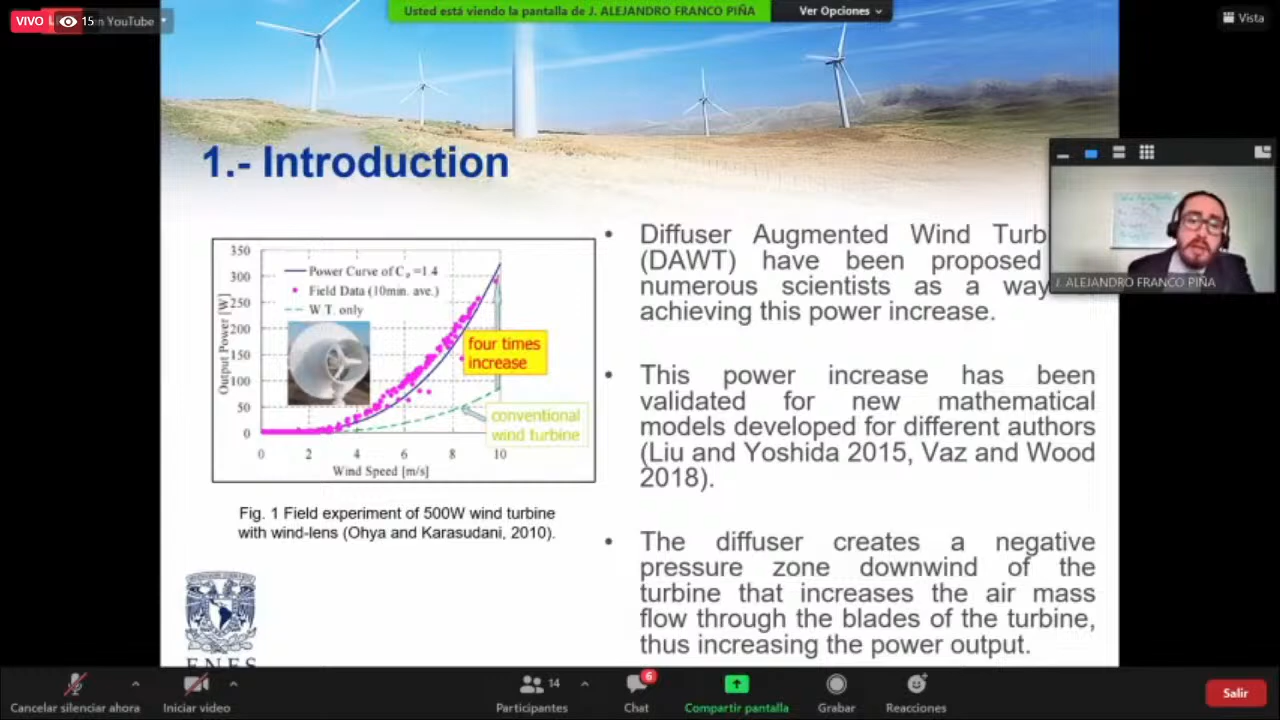 VIVO
15
n YouTube
Usted está viendo la pantalla de J. ALEJANDRO FRANCO PIÑA
Ver Opciones
Vista
1.- Introduction
J. ALEJANDRO FRANCO PIÑA
350
300
250
200
150
100
50
0
Output Power [W]
Power Curve of Cp=1.4
Field Data (10min. ave.)
W T. only
four times
increase
conventional
wind turbine
0 2 4 6 8 10
Wind Speed [m/s]
Fig. 1 Field experiment of 500W wind turbine
with wind-lens (Ohya and Karasudani, 2010).
ENES
• Diffuser Augmented Wind Turb
(DAWT) have been proposed
numerous scientists as a way
achieving this power increase.
• This power increase has been
validated for new mathematical
models developed for different authors
(Liu and Yoshida 2015, Vaz and Wood
2018).
• The diffuser creates a negative
pressure zone downwind of the
turbine that increases the air mass
flow through the blades of the turbine,
thus increasing the power output.
Cancelar silenciar ahora
Iniciar video
14
Participantes
6
Chat
Compartir pantalla
Grabar
Reacciones
Salir